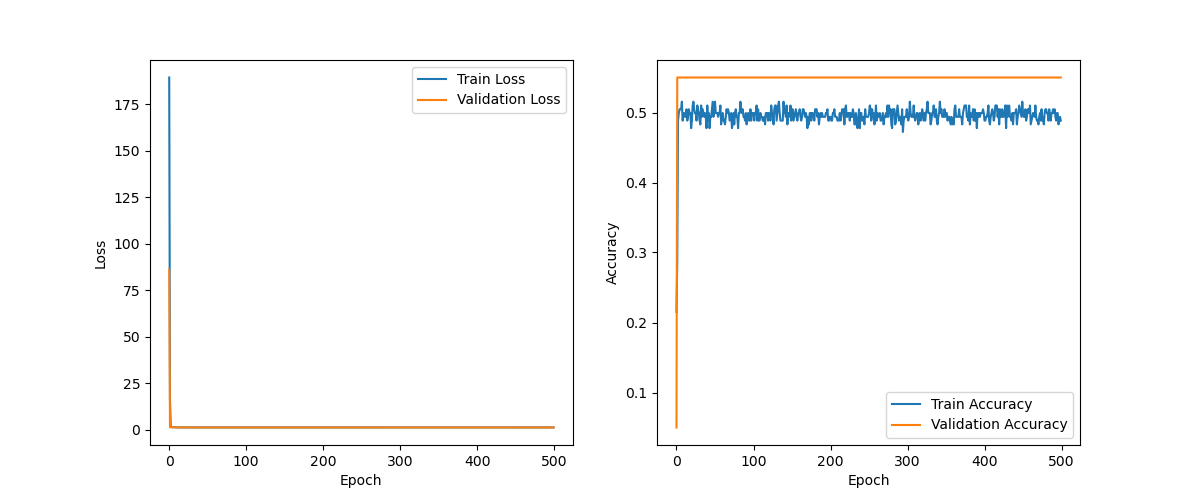 Train Loss
Validation Loss
175
150
125
100
75
50
25
0
Loss
0 100 200 300 400 500
Epoch
0.5
0.4
0.3
0.2
0.1
Accuracy
Train Accuracy
Validation Accuracy
0 100 200 300 400 500
Epoch